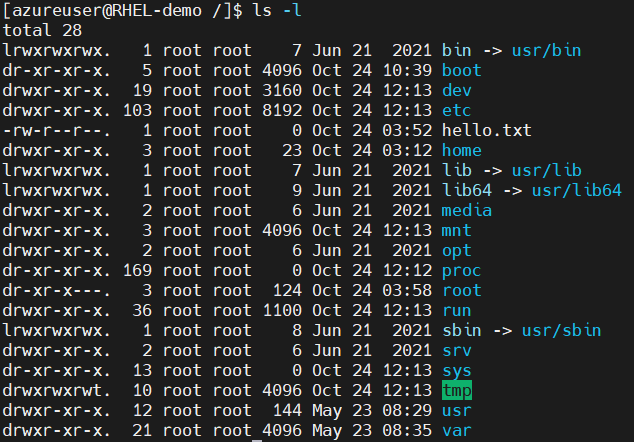 [azureuser@RHEL-demo /]$ ls -l
total 28
lrwxrwxrwx.   1 root root    7 Jun 21  2021 bin -> usr/bin
dr-xr-xr-x.   5 root root 4096 Oct 24 10:39 boot
drwxr-xr-x.  19 root root 3160 Oct 24 12:13 dev
drwxr-xr-x. 103 root root 8192 Oct 24 12:13 etc
-rw-r--r--.   1 root root    0 Oct 24 03:52 hello.txt
drwxr-xr-x.   3 root root   23 Oct 24 03:12 home
lrwxrwxrwx.   1 root root    7 Jun 21  2021 lib -> usr/lib
lrwxrwxrwx.   1 root root    9 Jun 21  2021 lib64 -> usr/lib64
drwxr-xr-x.   2 root root    6 Jun 21  2021 media
drwxr-xr-x.   3 root root 4096 Oct 24 12:13 mnt
drwxr-xr-x.   2 root root    6 Jun 21  2021 opt
dr-xr-xr-x. 169 root root    0 Oct 24 12:12 proc
dr-xr-x---.   3 root root  124 Oct 24 03:58 root
drwxr-xr-x.  36 root root 1100 Oct 24 12:13 run
lrwxrwxrwx.   1 root root    8 Jun 21  2021 sbin -> usr/sbin
drwxr-xr-x.   2 root root    6 Jun 21  2021 srv
dr-xr-xr-x.  13 root root    0 Oct 24 12:13 sys
drwxrwxrwt.  10 root root 4096 Oct 24 12:13 tmp
drwxr-xr-x.  12 root root  144 May 23 08:29 usr
drwxr-xr-x.  21 root root 4096 May 23 08:35 var